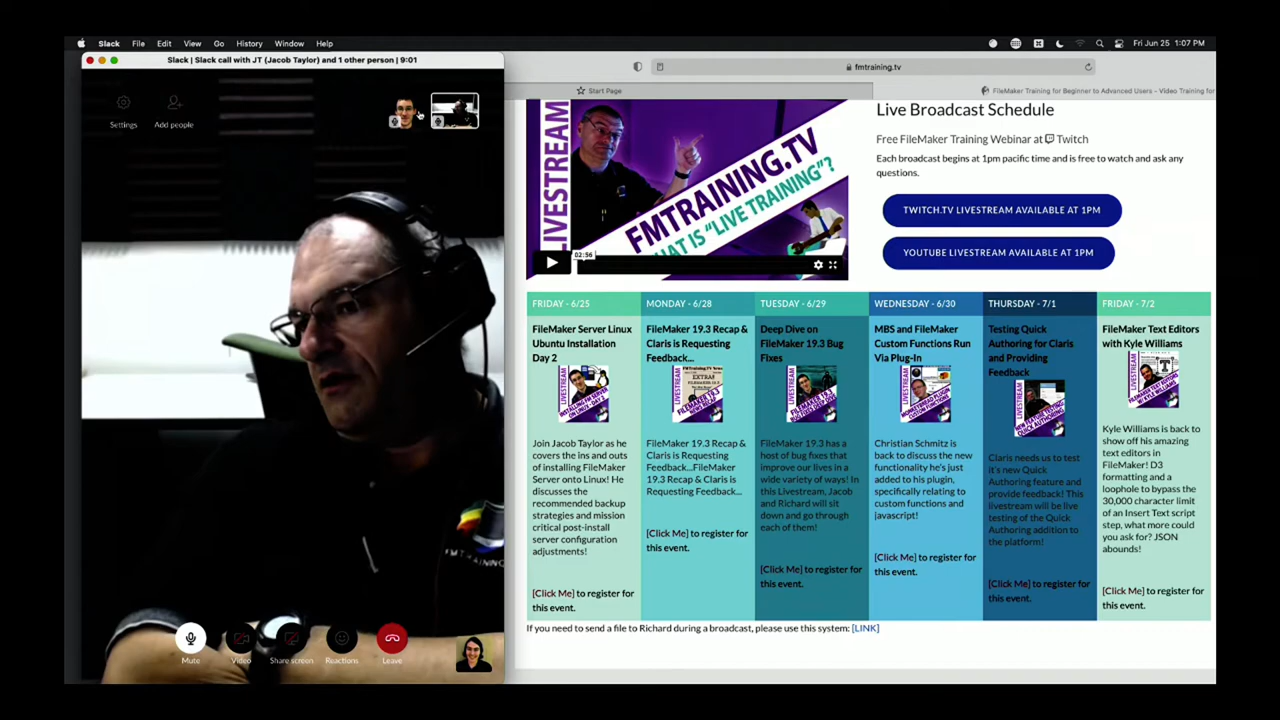 Slack File Edit View Go History Window Help Fri Jun 25 1:07 PM
Slack | Slack call with JT (Jacob Taylor) and 1 other person | 9:01
Settings
Add people
FMTRAINING
Mute
Video
Share screen
Reactions
Leave
fmtraining.tv
Start Page
FileMaker Training for Beginner to Advanced Users - Video Training for
LIVESTREAM
FMTRAINING.TV
WHAT IS “LIVE TRAINING”?
02:56
Live Broadcast Schedule
Free FileMaker Training Webinar at Twitch
Each broadcast begins at 1pm pacific time and is free to watch and ask any
questions.
TWITCH.TV LIVESTREAM AVAILABLE AT 1PM
YOUTUBE LIVESTREAM AVAILABLE AT 1PM
FRIDAY - 6/25
FileMaker Server Linux
Ubuntu Installation
Day 2
LIVESTREAM
Join Jacob Taylor as he
covers the ins and outs
of installing FileMaker
Server onto Linux! He
discusses the
recommended backup
strategies and mission
critical post-install
server configuration
adjustments!
[Click Me] to register for
this event.
MONDAY - 6/28
FileMaker 19.3 Recap &
Claris is Requesting
Feedback...
LIVESTREAM
FileMaker 19.3 Recap &
Claris is Requesting
Feedback...FileMaker
19.3 Recap & Claris is
Requesting Feedback...
[Click Me] to register for
this event.
TUESDAY - 6/29
Deep Dive on
FileMaker 19.3 Bug
Fixes
LIVESTREAM
FileMaker 19.3 has a
host of bug fixes that
improve our lives in a
wide variety of ways! In
this Livestream, Jacob
and Richard will sit
down and go through
each of them!
[Click Me] to register for
this event.
WEDNESDAY - 6/30
MBS and FileMaker
Custom Functions Run
Via Plug-In
LIVESTREAM
Christian Schmitz is
back to discuss the new
functionality he's just
added to his plugin,
specifically relating to
custom functions and
javascript!
[Click Me] to register for
this event.
THURSDAY - 7/1
Testing Quick
Authoring for Claris
and Providing
Feedback
LIVESTREAM
Claris needs us to test
it's new Quick
Authoring feature and
provide feedback! This
livestream will be live
testing of the Quick
Authoring addition to
the platform!
[Click Me] to register for
this event.
FRIDAY - 7/2
FileMaker Text Editors
with Kyle Williams
LIVESTREAM
Kyle Williams is back to
show off his amazing
text editors in
FileMaker! D3
formatting and a
loophole to bypass the
30,000 character limit
of an Insert Text script
step, what more could
you ask for? JSON
abounds!
[Click Me] to register for
this event.
If you need to send a file to Richard during a broadcast, please use this system: [LINK]